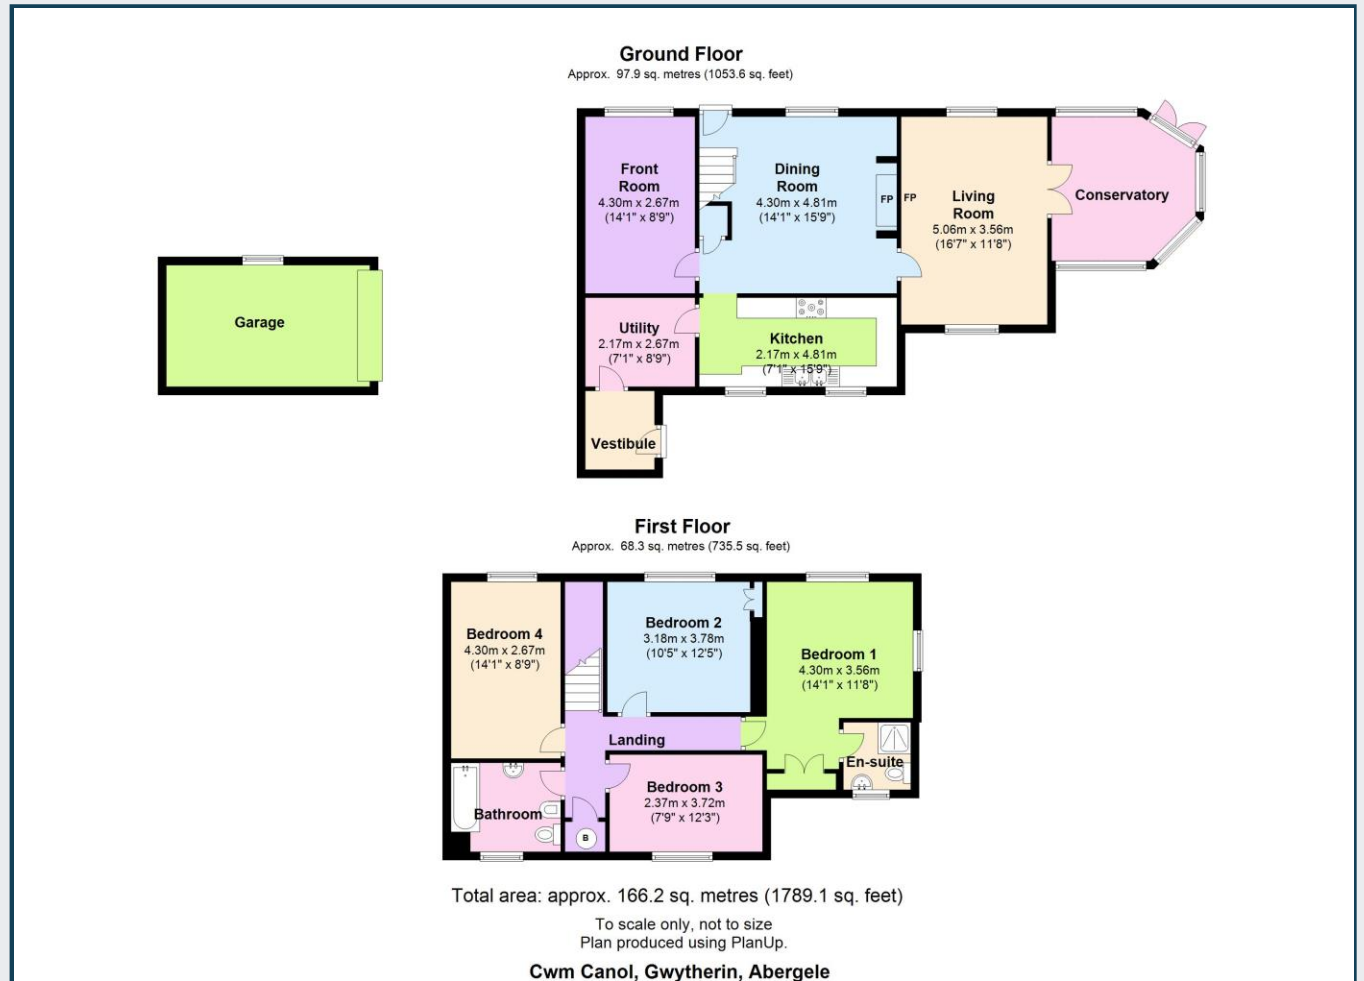 Ground Floor
Approx. 97.9 sq. metres (1053.6 sq. feet)
Front
Room
4.30m x 2.67m
(14'1" x 8'9")
Dining
Room
4.30m x 4.81m
(14'1" x 15'9")
FP
FP
Living
Room
5.06m x 3.56m
(16'7" x 11'8")
Conservatory
Garage
Utility
2.17m x 2.67m
(7'1" x 8'9")
Kitchen
2.17m x 4.81m
(7'1" x 15'9")
Vestibule
First Floor
Approx. 68.3 sq. metres (735.5 sq. feet)
Bedroom 4
4.30m x 2.67m
(14'1" x 8'9")
Bedroom 2
3.18m x 3.78m
(10'5" x 12'5")
Bedroom 1
4.30m x 3.56m
(14'1" x 11'8")
Landing
En-suite
Bedroom 3
2.37m x 3.72m
(7'9" x 12'3")
Bathroom
B
Total area: approx. 166.2 sq. metres (1789.1 sq. feet)
To scale only, not to size
Plan produced using PlanUp.
Cwm Canol, Gwytherin, Abergele